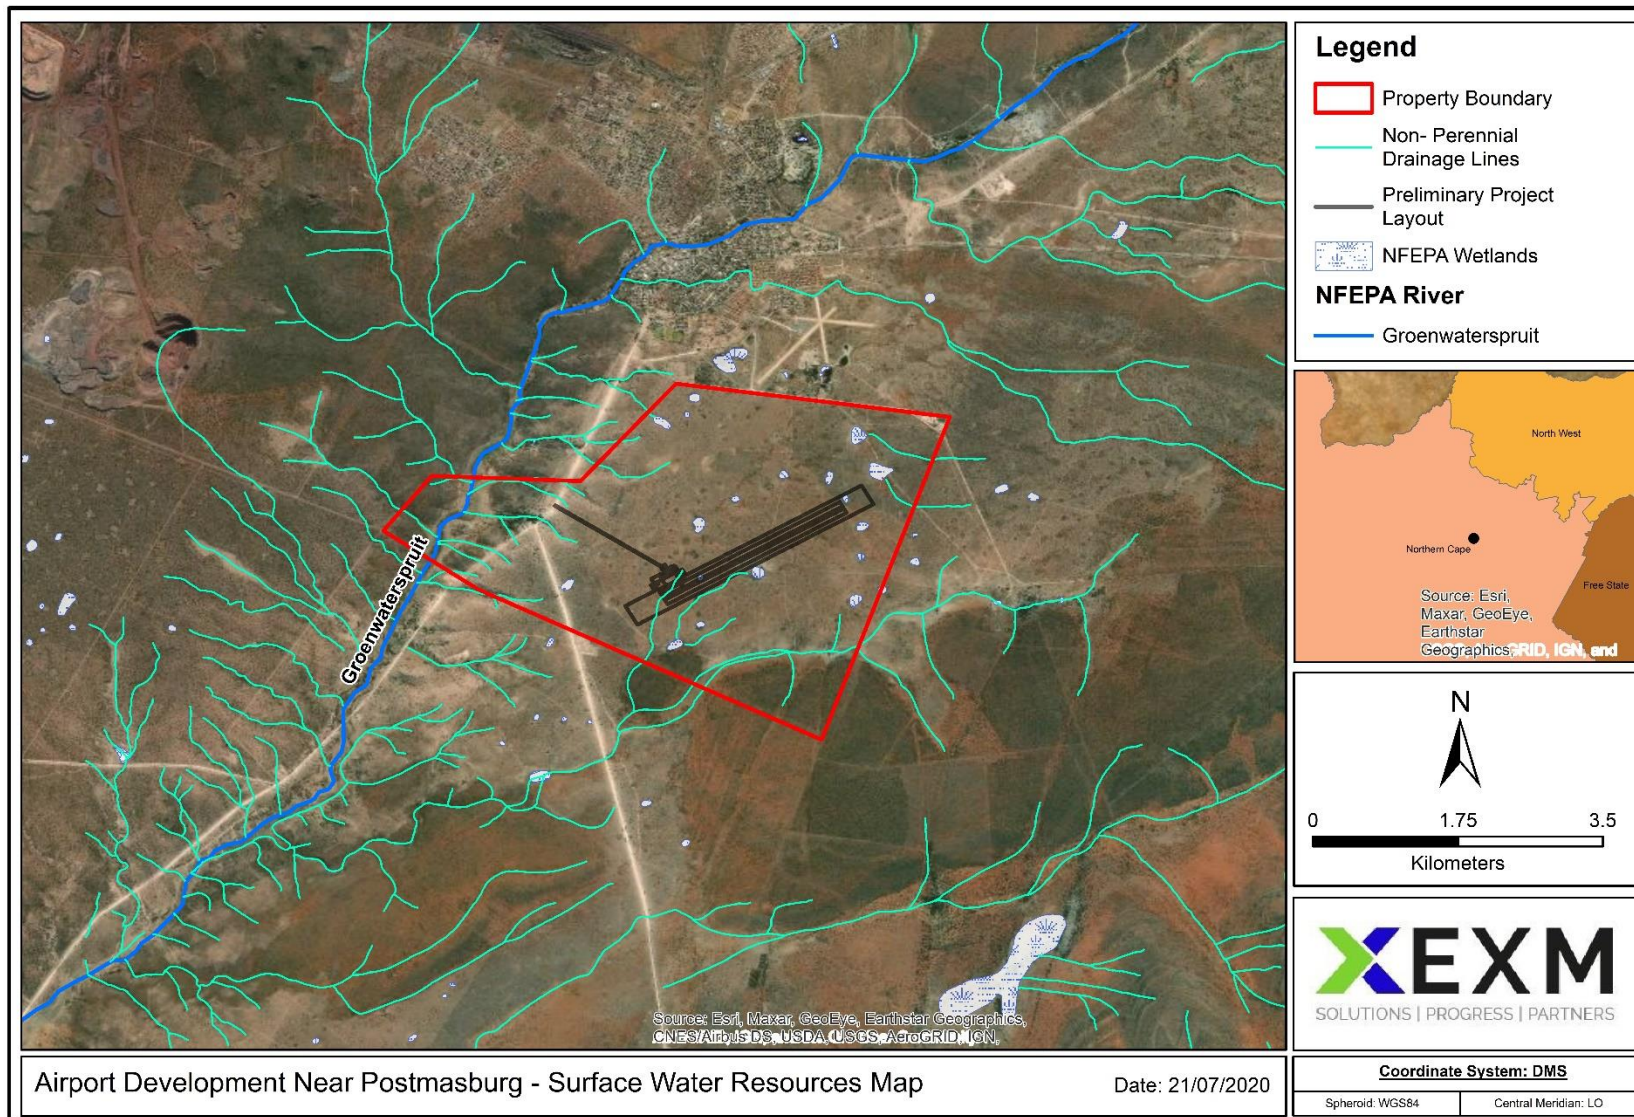 Groenwaterspruit
Source: Esri, Maxar, GeoEye, Earthstar Geographics,
CNES/Airbus DS, USDA, USGS, AeroGRID, IGN,
Airport Development Near Postmasburg - Surface Water Resources Map
Date: 21/07/2020
Legend
Property Boundary
Non- Perennial
Drainage Lines
Preliminary Project
Layout
NFEPA Wetlands
NFEPA River
Groenwaterspruit
North West
Northern Cape
Free State
Source: Esri,
Maxar, GeoEye,
Earthstar
Geographics,
GRID, IGN, and
N
0 1.75 3.5
Kilometers
EXM
SOLUTIONS | PROGRESS | PARTNERS
Coordinate System: DMS
Spheroid: WGS84
Central Meridian: LO